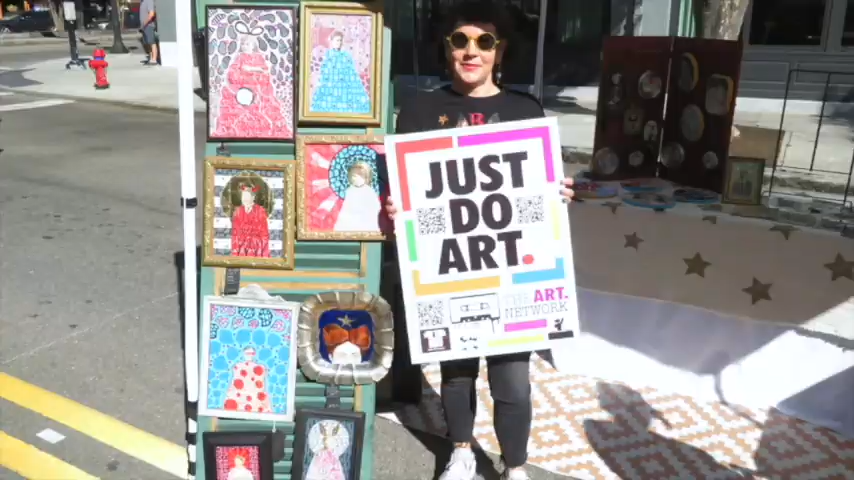 JUST
DO
ART.
THE ART.
NETWORK